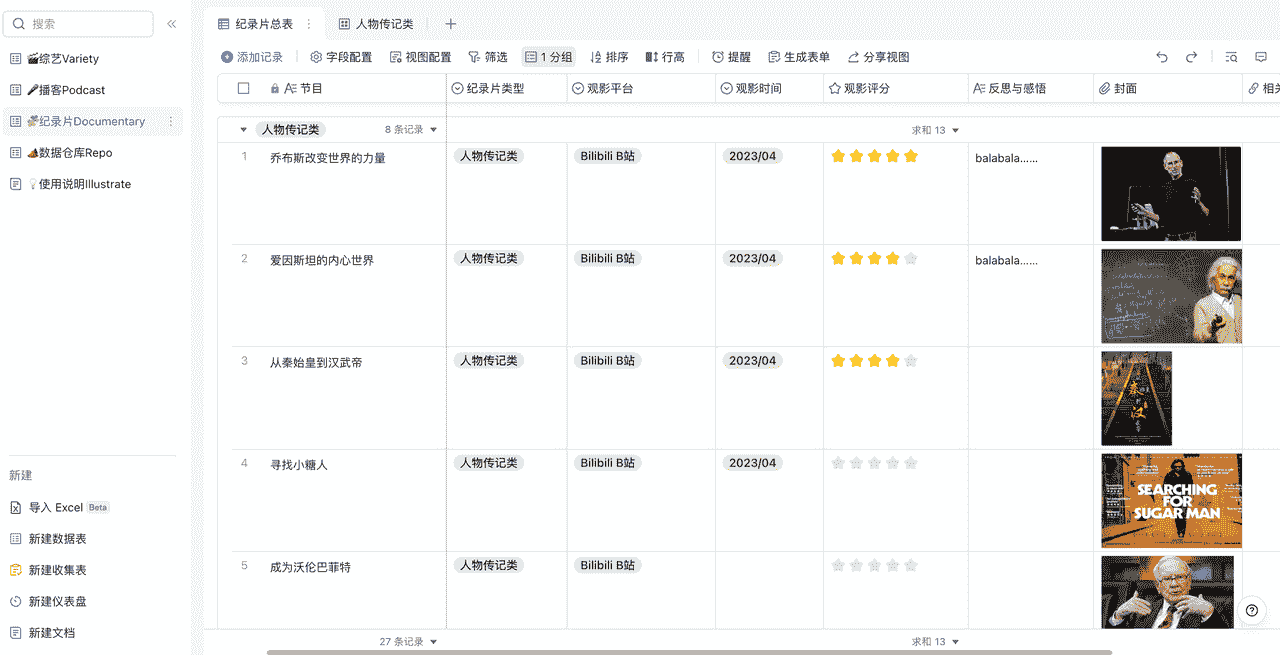 搜索
🎬综艺Variety
🎤播客Podcast
纪录片Documentary
数据仓库Repo
💡使用说明Illustrate
新建
导入 Excel Beta
新建数据表
新建收集表
新建仪表盘
新建文档
纪录片总表 人物传记类
添加记录 字段配置 视图配置 筛选 1 分组 排序 行高 提醒 生成表单 分享视图
节目 纪录片类型 观影平台 观影时间 观影评分 反思与感悟 封面 相关
人物传记类 8 条记录 求和 13
1 乔布斯改变世界的力量 人物传记类 Bilibili B站 2023/04 balabala......
2 爱因斯坦的内心世界 人物传记类 Bilibili B站 2023/04 balabala......
3 从秦始皇到汉武帝 人物传记类 Bilibili B站 2023/04
秦
到
汉
4 寻找小糖人 人物传记类 Bilibili B站 2023/04
SEARCHING
FOR
SUGAR MAN
5 成为沃伦巴菲特 人物传记类 Bilibili B站
27 条记录 求和 13